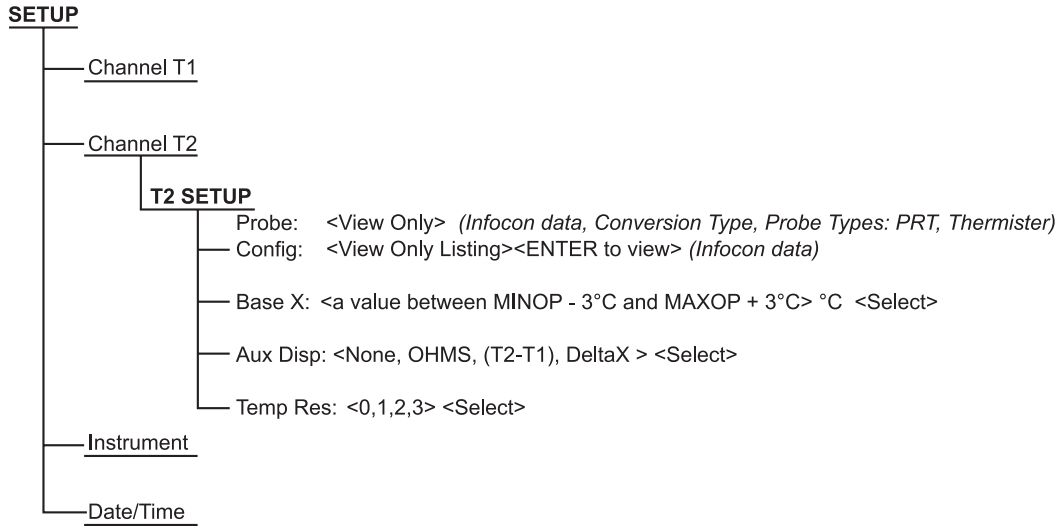 SETUP
Channel T1
Channel T2
T2 SETUP
Probe: <View Only> (Infocon data, Conversion Type, Probe Types: PRT, Thermister)
Config: <View Only Listing><ENTER to view> (Infocon data)
Base X: <a value between MINOP - 3°C and MAXOP + 3°C> °C <Select>
Aux Disp: <None, OHMS, (T2-T1), DeltaX > <Select>
Temp Res: <0,1,2,3> <Select>
Instrument
Date/Time